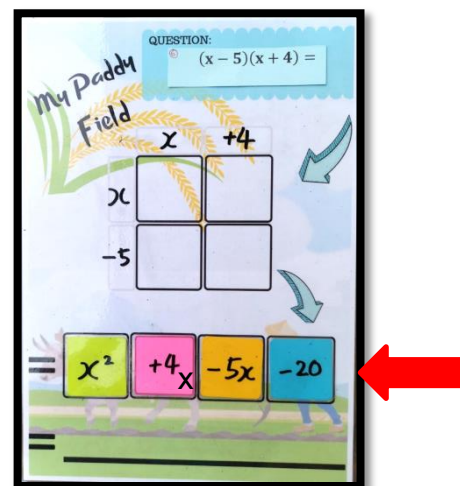 QUESTION:
(x − 5)(x + 4) =
My Paddy
Field
x +4
x
-5
= x² +4x -5x -20
=